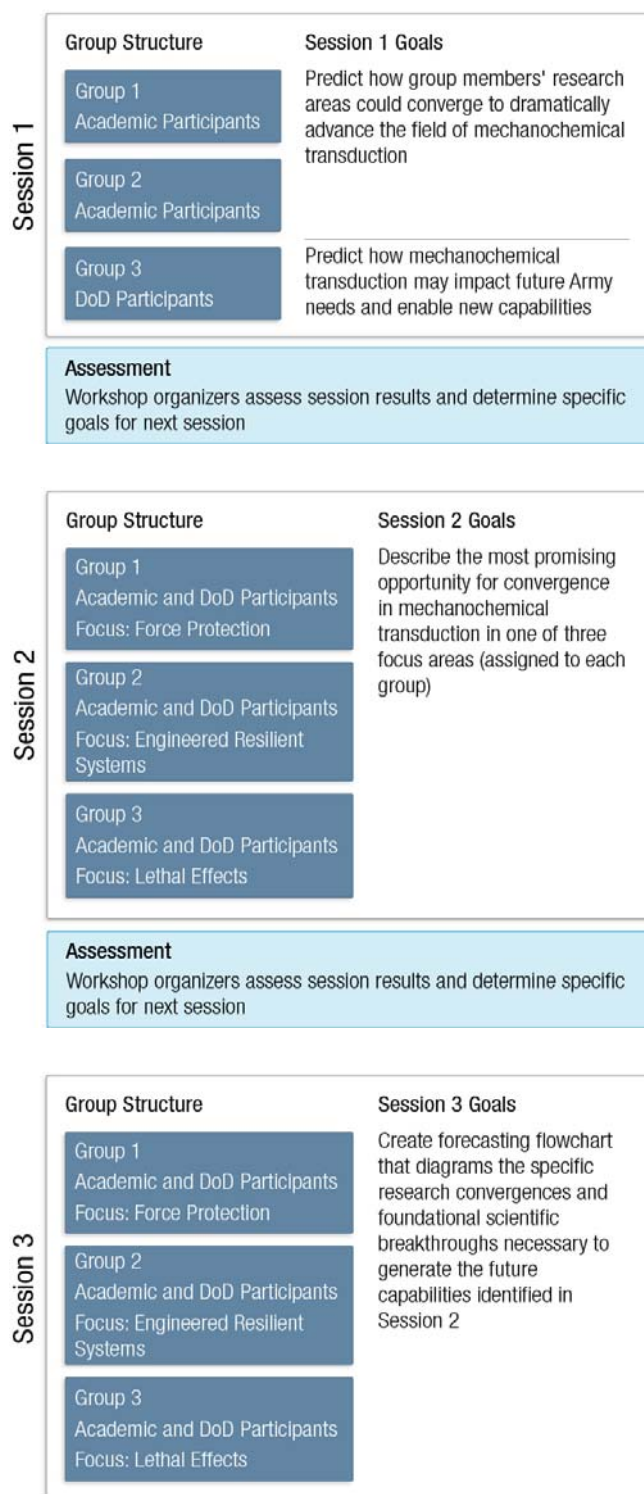 Session 1
Group Structure
Group 1
Academic Participants
Group 2
Academic Participants
Group 3
DoD Participants
Session 1 Goals
Predict how group members' research
areas could converge to dramatically
advance the field of mechanochemical
transduction
Predict how mechanochemical
transduction may impact future Army
needs and enable new capabilities
Assessment
Workshop organizers assess session results and determine specific
goals for next session
Session 2
Group Structure
Group 1
Academic and DoD Participants
Focus: Force Protection
Group 2
Academic and DoD Participants
Focus: Engineered Resilient
Systems
Group 3
Academic and DoD Participants
Focus: Lethal Effects
Session 2 Goals
Describe the most promising
opportunity for convergence
in mechanochemical
transduction in one of three
focus areas (assigned to each
group)
Assessment
Workshop organizers assess session results and determine specific
goals for next session
Session 3
Group Structure
Group 1
Academic and DoD Participants
Focus: Force Protection
Group 2
Academic and DoD Participants
Focus: Engineered Resilient
Systems
Group 3
Academic and DoD Participants
Focus: Lethal Effects
Session 3 Goals
Create forecasting flowchart
that diagrams the specific
research convergences and
foundational scientific
breakthroughs necessary to
generate the future
capabilities identified in
Session 2